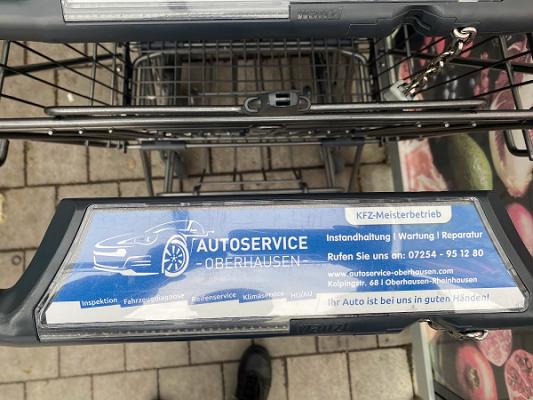 KFZ-Meisterbetrieb
AUTOSERVICE
-OBERHAUSEN-
Instandhaltung | Wartung | Reparatur
Rufen Sie uns an: 07254 - 95 12 80
www.autoservice-oberhausen.com
Kolpingstr. 68 | Oberhausen-Rheinhausen
Inspektion Fahrzeugdiagnose Reifenservice Klimaservice HU/AU
Ihr Auto ist bei uns in guten Händen!